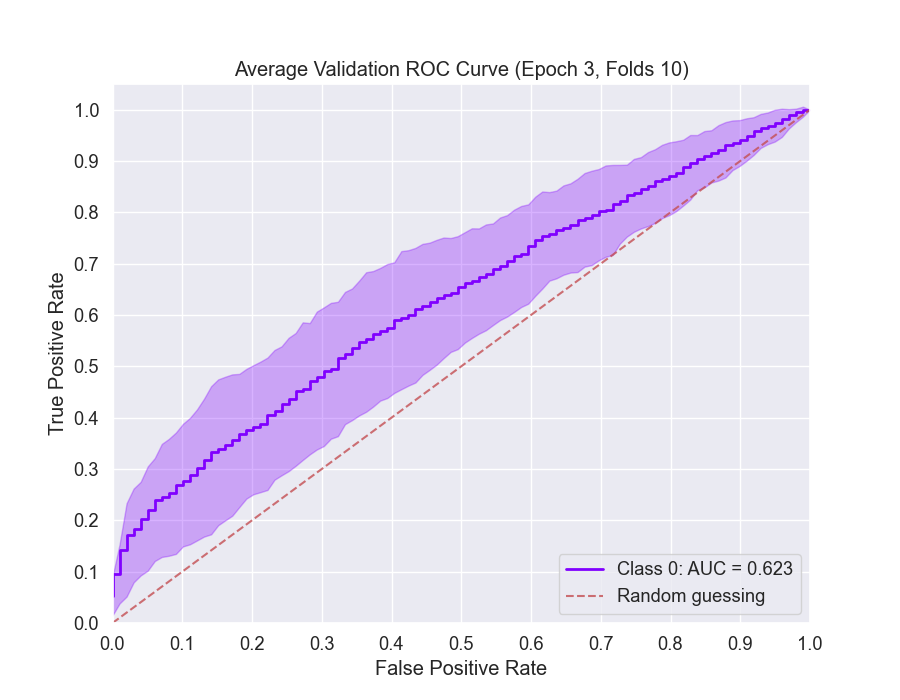 Average Validation ROC Curve (Epoch 3, Folds 10)
True Positive Rate
1.0
0.9
0.8
0.7
0.6
0.5
0.4
0.3
0.2
0.1
0.0
Class 0: AUC = 0.623
Random guessing
0.0 0.1 0.2 0.3 0.4 0.5 0.6 0.7 0.8 0.9 1.0
False Positive Rate